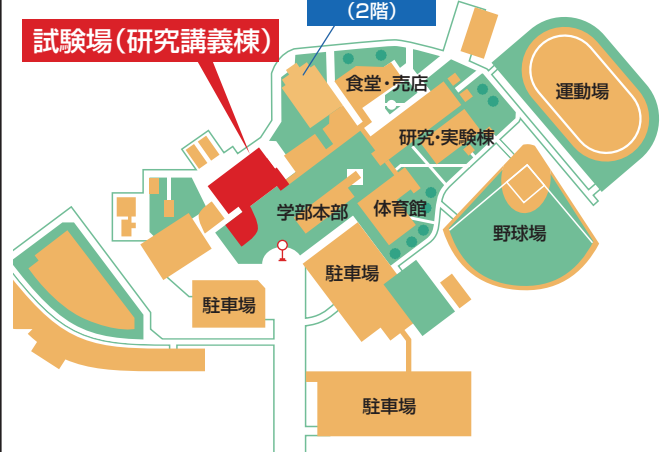 (2階)
試験場(研究講義棟)
食堂・売店
運動場
研究・実験棟
学部本部
体育館
野球場
駐車場
駐車場
駐車場